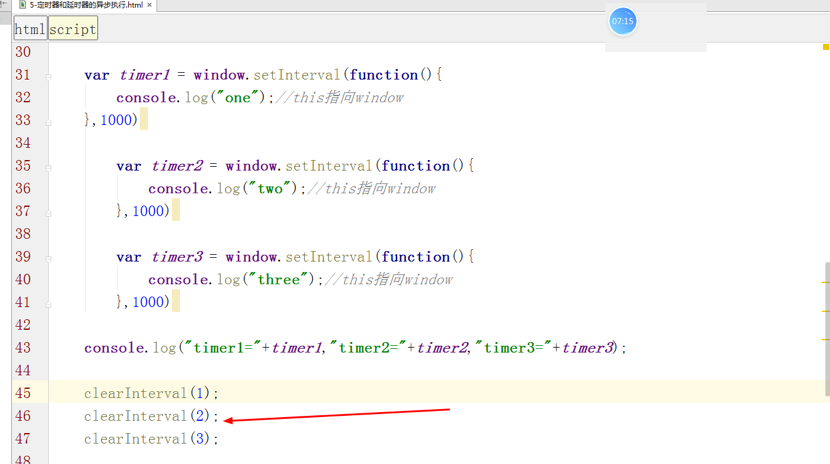 5-定时器和延时器的异步执行.html ×
html script
07:15
30
31 var timer1 = window.setInterval(function(){
32 console.log("one");//this指向window
33 },1000)
34
35 var timer2 = window.setInterval(function(){
36 console.log("two");//this指向window
37 },1000)
38
39 var timer3 = window.setInterval(function(){
40 console.log("three");//this指向window
41 },1000)
42
43 console.log("timer1="+timer1,"timer2="+timer2,"timer3="+timer3);
44
45 clearInterval(1);
46 clearInterval(2);
47 clearInterval(3);
48